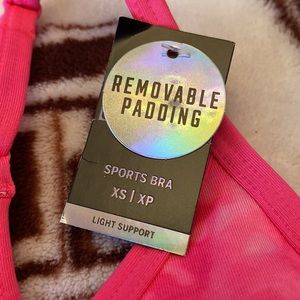 REMOVABLE
PADDING
SPORTS BRA
XS | XP
LIGHT SUPPORT